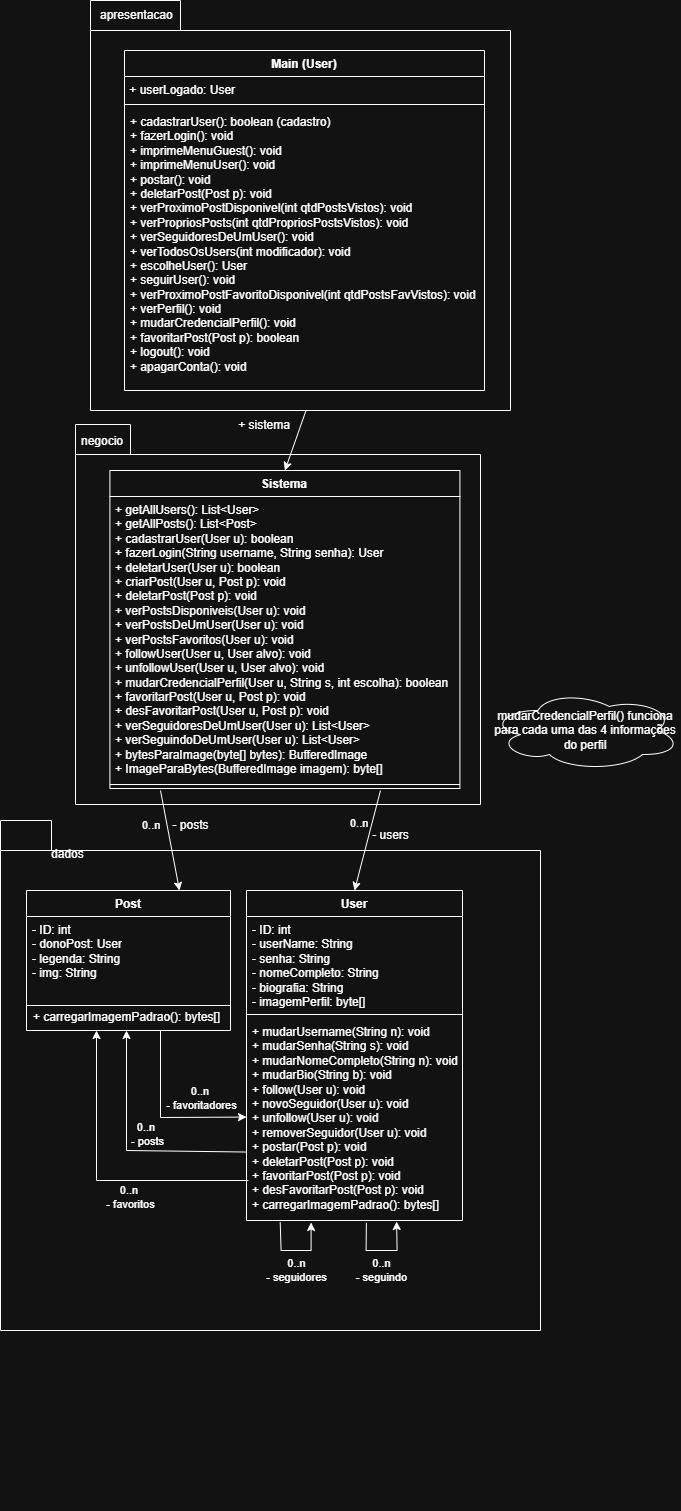 apresentacao
Main (User)
+ userLogado: User
+ cadastrarUser(): boolean (cadastro)
+ fazerLogin(): void
+ imprimeMenuGuest(): void
+ imprimeMenuUser(): void
+ postar(): void
+ deletarPost(Post p): void
+ verProximoPostDisponivel(int qtdPostsVistos): void
+ verPropriosPosts(int qtdPropriosPostsVistos): void
+ verSeguidoresDeUmUser(): void
+ verTodosOsUsers(int modificador): void
+ escolheUser(): User
+ seguirUser(): void
+ verProximoPostFavoritoDisponivel(int qtdPostsFavVistos): void
+ verPerfil(): void
+ mudarCredencialPerfil(): void
+ favoritarPost(Post p): boolean
+ logout(): void
+ apagarConta(): void
+ sistema
negocio
Sistema
+ getAllUsers(): List<User>
+ getAllPosts(): List<Post>
+ cadastrarUser(User u): boolean
+ fazerLogin(String username, String senha): User
+ deletarUser(User u): boolean
+ criarPost(User u, Post p): void
+ deletarPost(Post p): void
+ verPostsDisponiveis(User u): void
+ verPostsDeUmUser(User u): void
+ verPostsFavoritos(User u): void
+ followUser(User u, User alvo): void
+ unfollowUser(User u, User alvo): void
+ mudarCredencialPerfil(User u, String s, int escolha): boolean
+ favoritarPost(User u, Post p): void
+ desFavoritarPost(User u, Post p): void
+ verSeguidoresDeUmUser(User u): List<User>
+ verSeguindoDeUmUser(User u): List<User>
+ bytesParaImage(byte[] bytes): BufferedImage
+ ImageParaBytes(BufferedImage imagem): byte[]
mudarCredencialPerfil() funciona
para cada uma das 4 informações
do perfil
0..n - posts
0..n
- users
dados
Post
- ID: int
- donoPost: User
- legenda: String
- img: String
+ carregarImagemPadrao(): bytes[]
User
- ID: int
- userName: String
- senha: String
- nomeCompleto: String
- biografia: String
- imagemPerfil: byte[]
+ mudarUsername(String n): void
+ mudarSenha(String s): void
+ mudarNomeCompleto(String n): void
+ mudarBio(String b): void
+ follow(User u): void
+ novoSeguidor(User u): void
+ unfollow(User u): void
+ removerSeguidor(User u): void
+ postar(Post p): void
+ deletarPost(Post p): void
+ favoritarPost(Post p): void
+ desFavoritarPost(Post p): void
+ carregarImagemPadrao(): bytes[]
0..n
- favoritadores
0..n
- posts
0..n
- favoritos
0..n
- seguidores
0..n
- seguindo